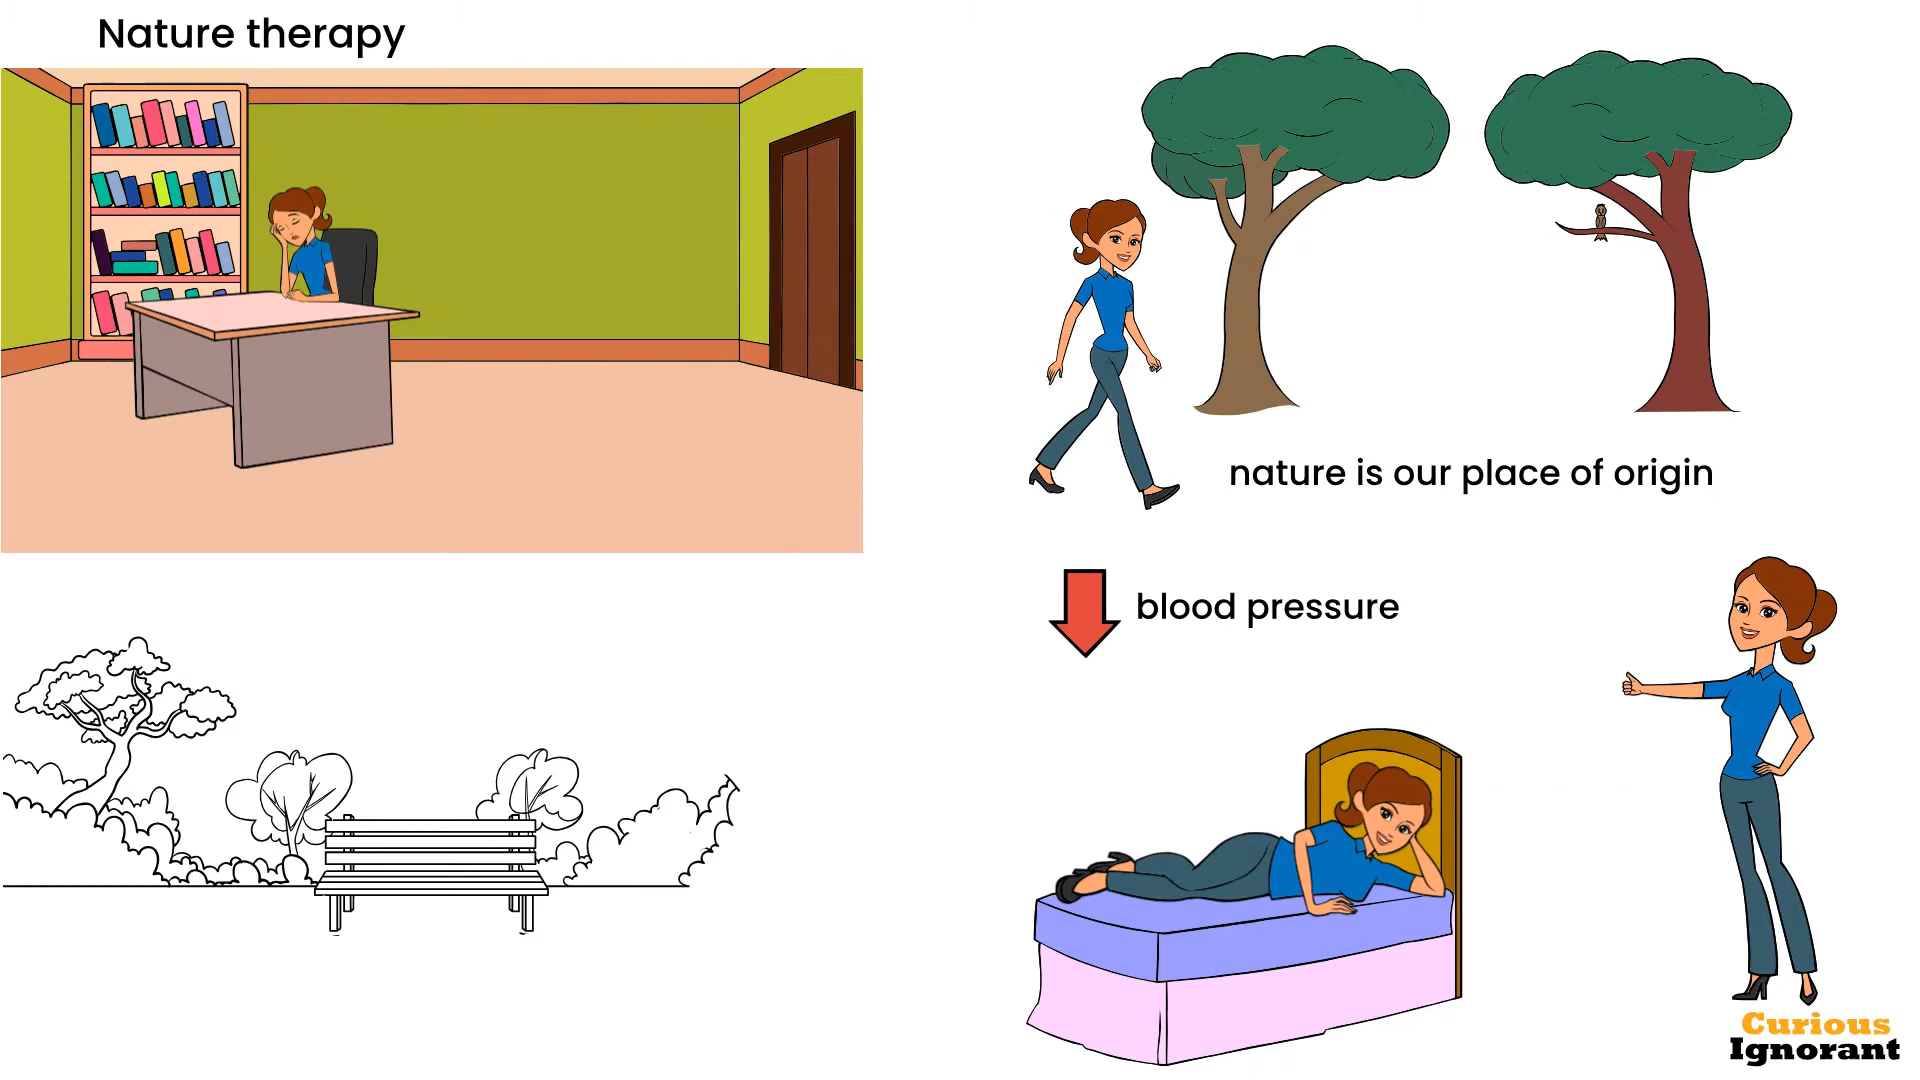 Nature therapy
nature is our place of origin
blood pressure
Curious
Ignorant